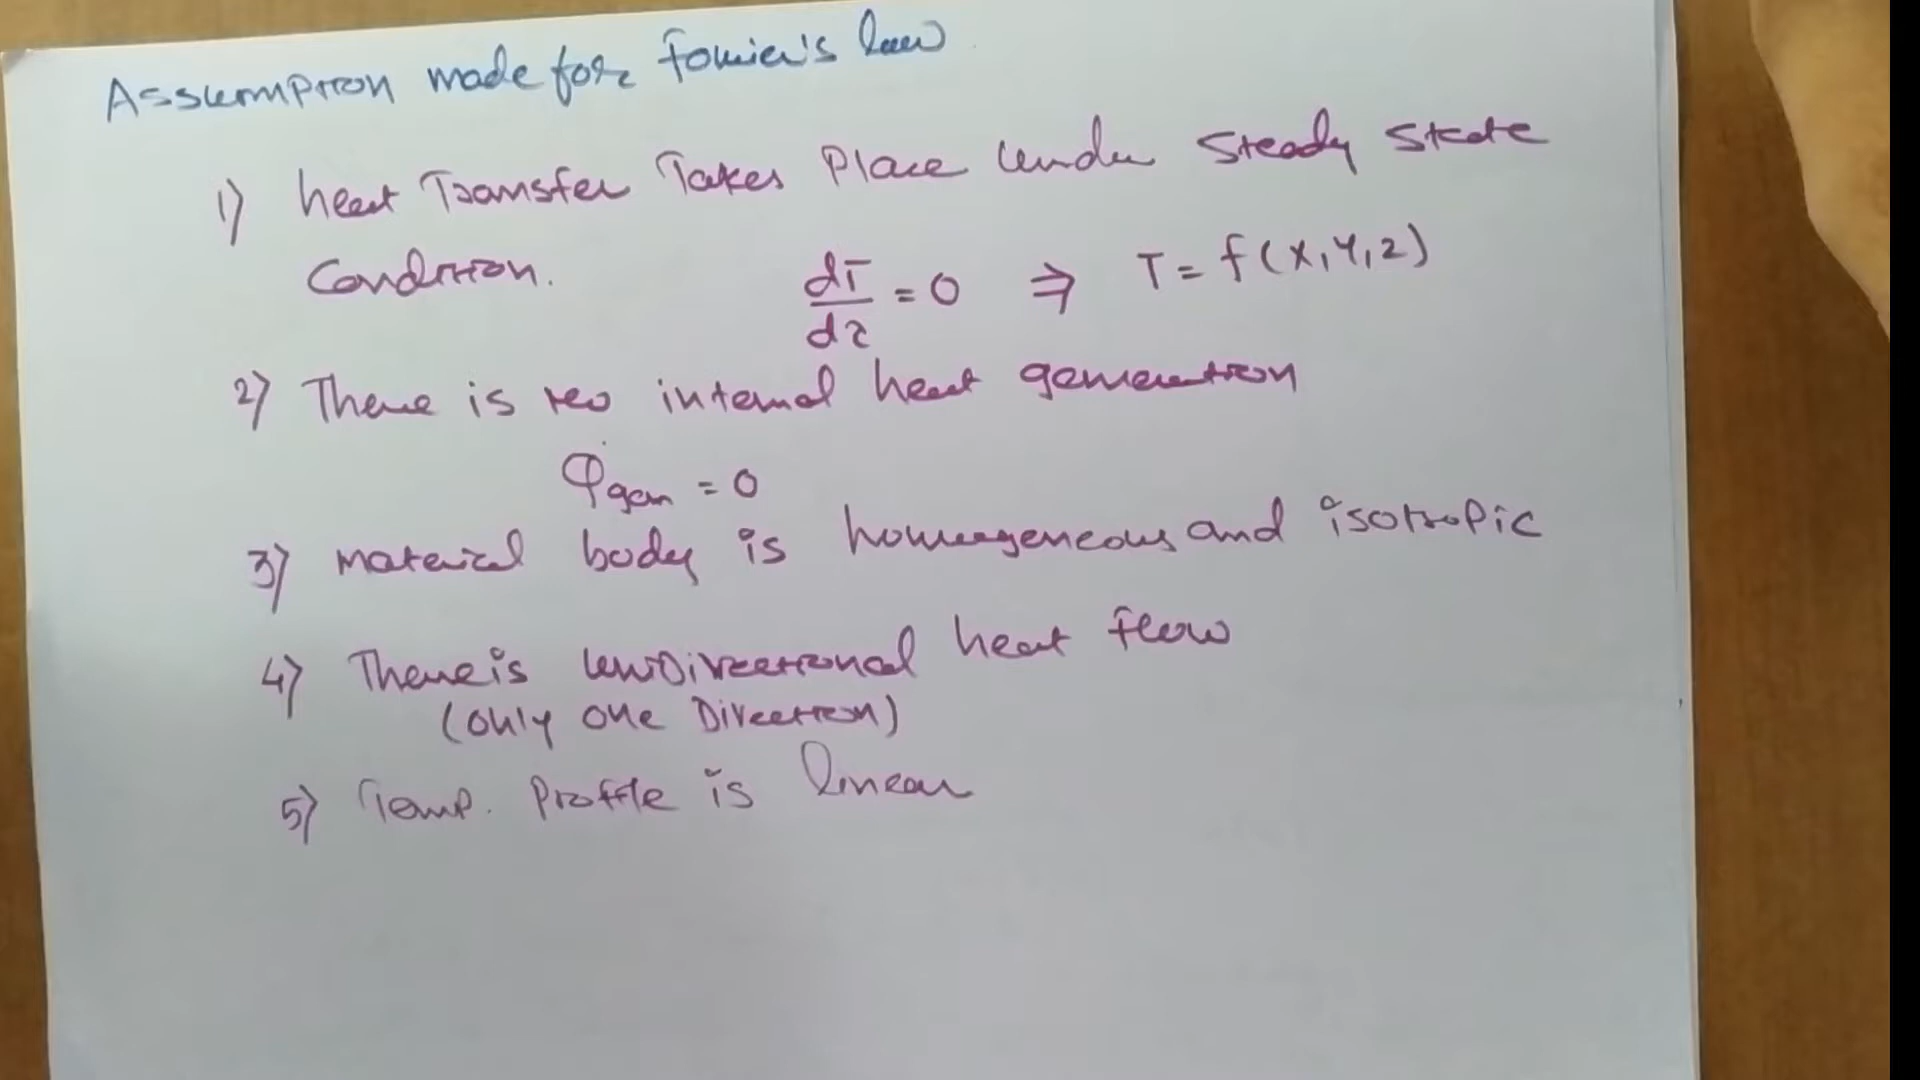 Assumption made for Fourier's law
1) heat Transfer Takes Place under Steady State
Condition.
dT/dτ = 0 ⇒ T = f(x,y,z)
2) There is no internal heat generation
Qgen = 0
3) material body is homogeneous and isotropic
4) There is uniDirectional heat flow
(only one Direction)
5) Temp. Profile is linear